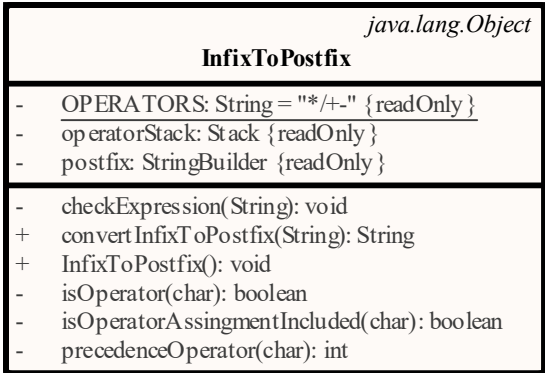 java.lang.Object
InfixToPostfix
- OPERATORS: String = "*/+-" {readOnly}
- operatorStack: Stack {readOnly}
- postfix: StringBuilder {readOnly}
- checkExpression(String): void
+ convertInfixToPostfix(String): String
+ InfixToPostfix(): void
- isOperator(char): boolean
- isOperatorAssingmentIncluded(char): boolean
- precedenceOperator(char): int